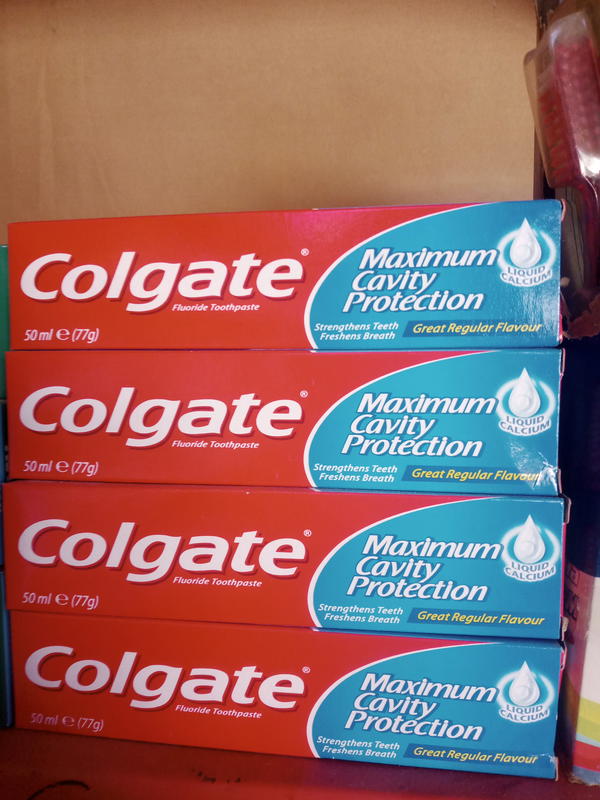 Colgate®
Fluoride Toothpaste
50 ml ℮ (77g)
Maximum
Cavity
Protection
LIQUID
CALCIUM
Strengthens Teeth
Freshens Breath
Great Regular Flavour
Colgate®
Fluoride Toothpaste
50 ml ℮ (77g)
Maximum
Cavity
Protection
LIQUID
CALCIUM
Strengthens Teeth
Freshens Breath
Great Regular Flavour
Colgate®
Fluoride Toothpaste
50 ml ℮ (77g)
Maximum
Cavity
Protection
LIQUID
CALCIUM
Strengthens Teeth
Freshens Breath
Great Regular Flavour
Colgate®
Fluoride Toothpaste
50 ml ℮ (77g)
Maximum
Cavity
Protection
LIQUID
CALCIUM
Strengthens Teeth
Freshens Breath
Great Regular Flavour